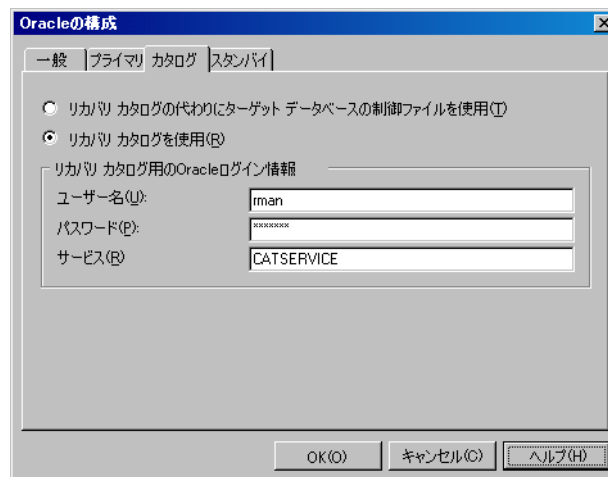 Oracleの構成
一般 プライマリ カタログ スタンバイ
リカバリ カタログの代わりにターゲット データベースの制御ファイルを使用(T)
リカバリ カタログを使用(R)
リカバリ カタログ用のOracleログイン情報
ユーザー名(U): rman
パスワード(P): *******
サービス(R) CATSERVICE
OK(O) キャンセル(C) ヘルプ(H)